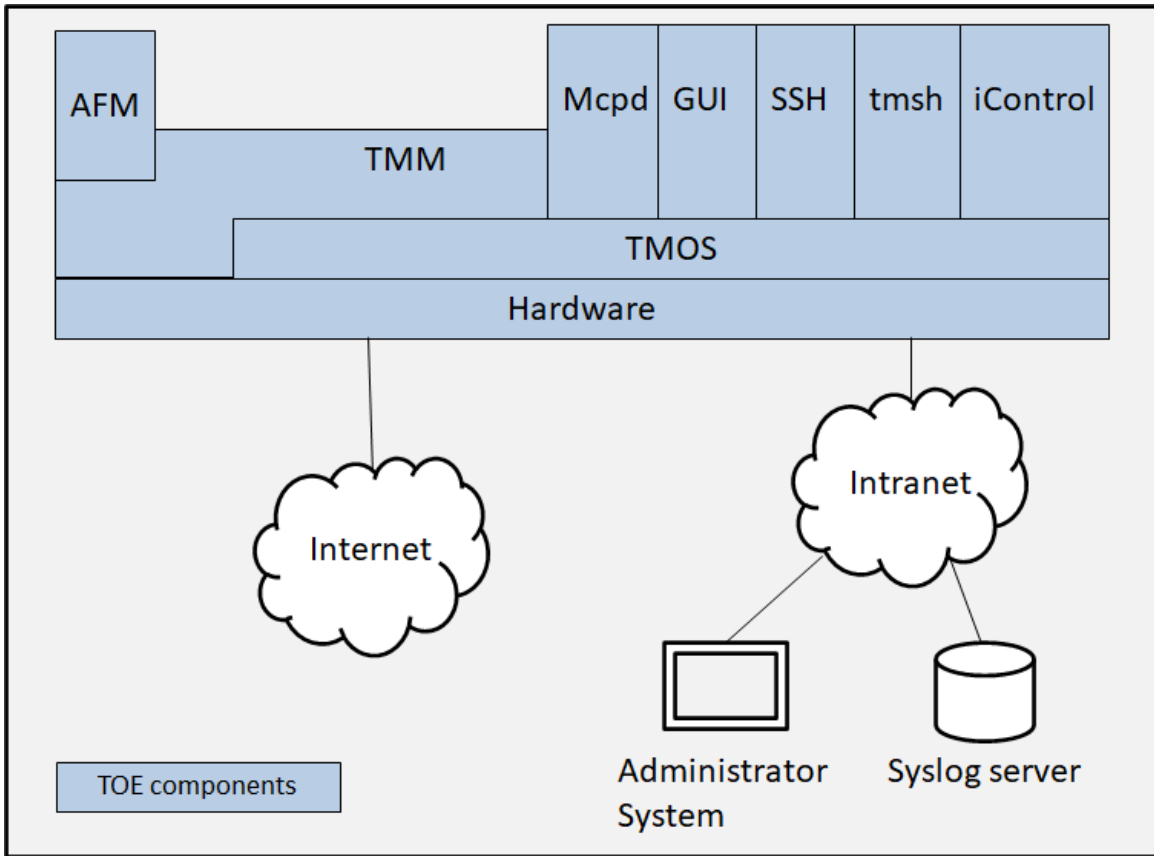 AFM
Mcpd
GUI
SSH
tmsh
iControl
TMM
TMOS
Hardware
Internet
Intranet
Administrator
System
Syslog server
TOE components